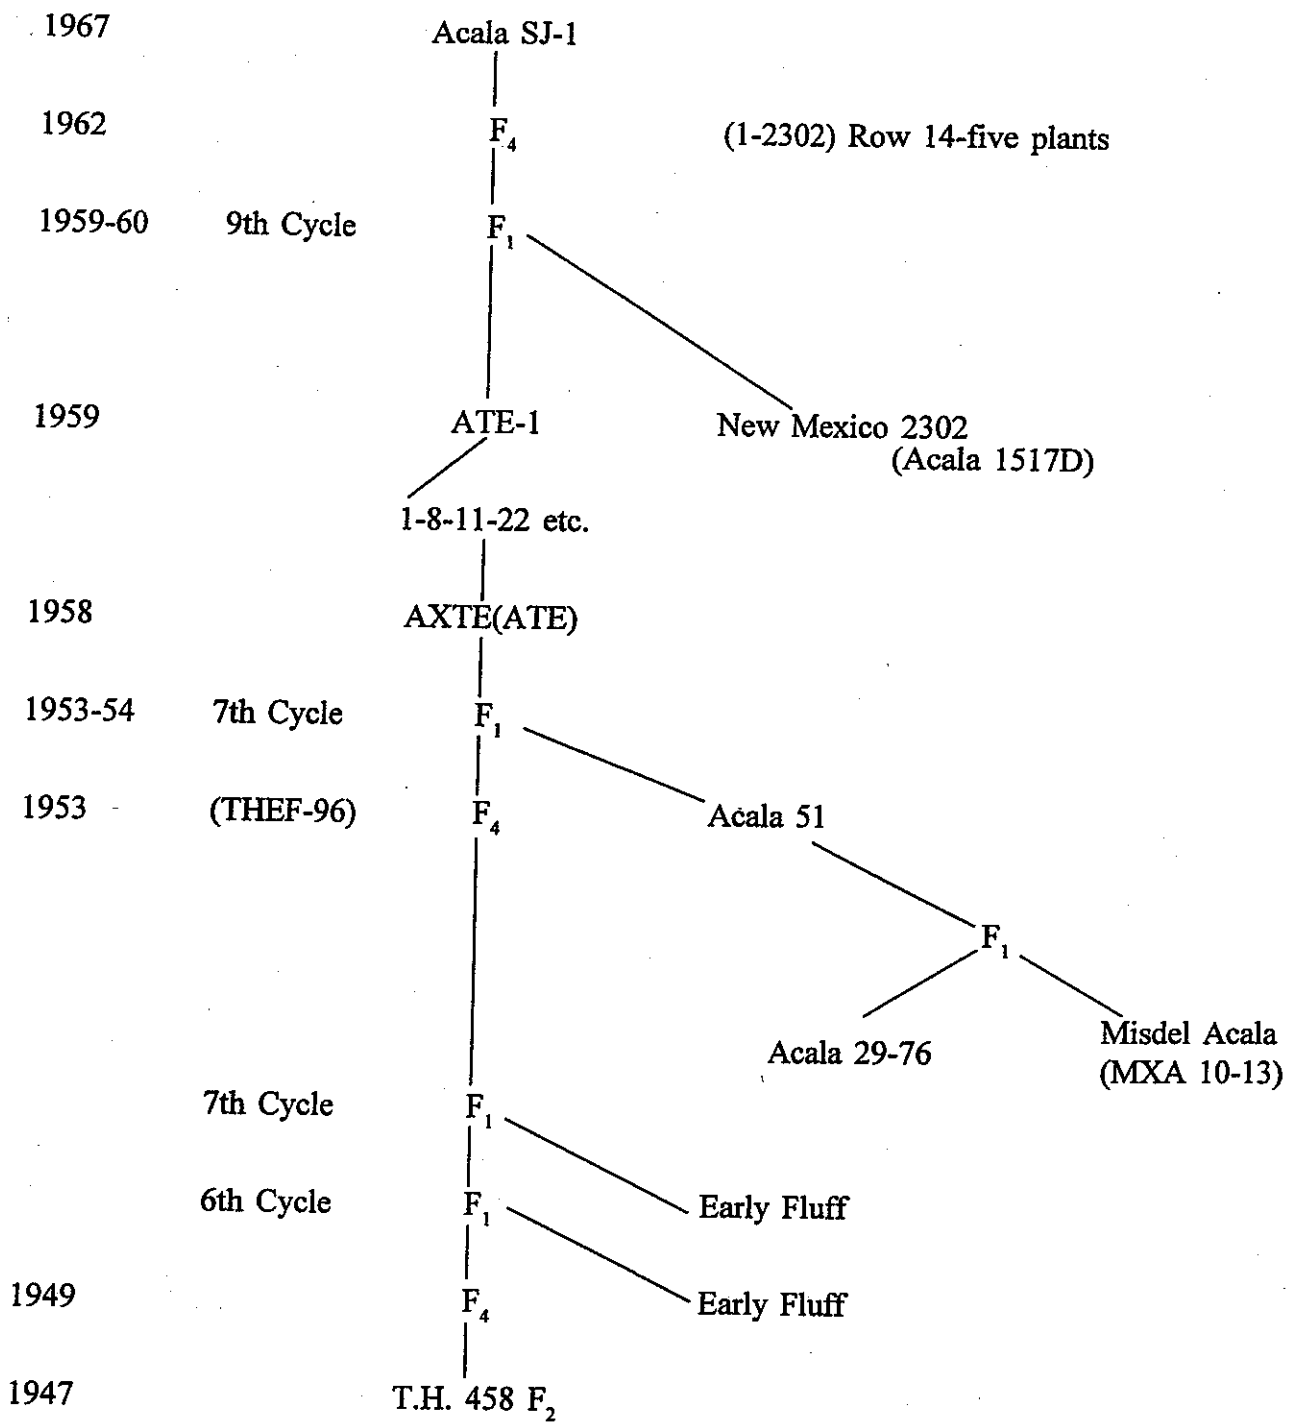 1967 Acala SJ-1
1962 F₄ (1-2302) Row 14-five plants
1959-60 9th Cycle F₁
1959 ATE-1 New Mexico 2302
(Acala 1517D)
1-8-11-22 etc.
1958 AXTE(ATE)
1953-54 7th Cycle F₁
1953 (THEF-96) F₄ Acala 51
F₁
Acala 29-76 Misdel Acala
(MXA 10-13)
7th Cycle F₁
6th Cycle F₁ Early Fluff
1949 F₄ Early Fluff
1947 T.H. 458 F₂